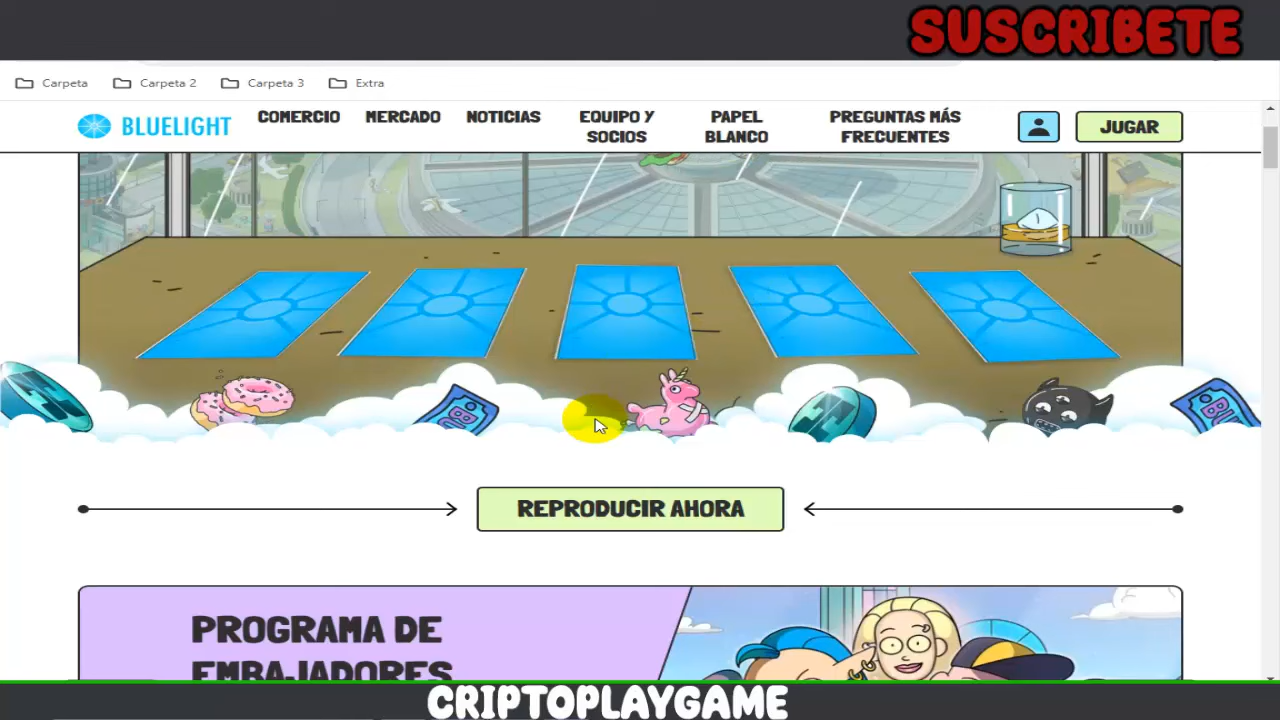 SUSCRIBETE
Carpeta Carpeta 2 Carpeta 3 Extra
BLUELIGHT COMERCIO MERCADO NOTICIAS EQUIPO Y SOCIOS PAPEL BLANCO PREGUNTAS MÁS FRECUENTES JUGAR
REPRODUCIR AHORA
PROGRAMA DE
EMBAJADORES
CRIPTOPLAYGAME